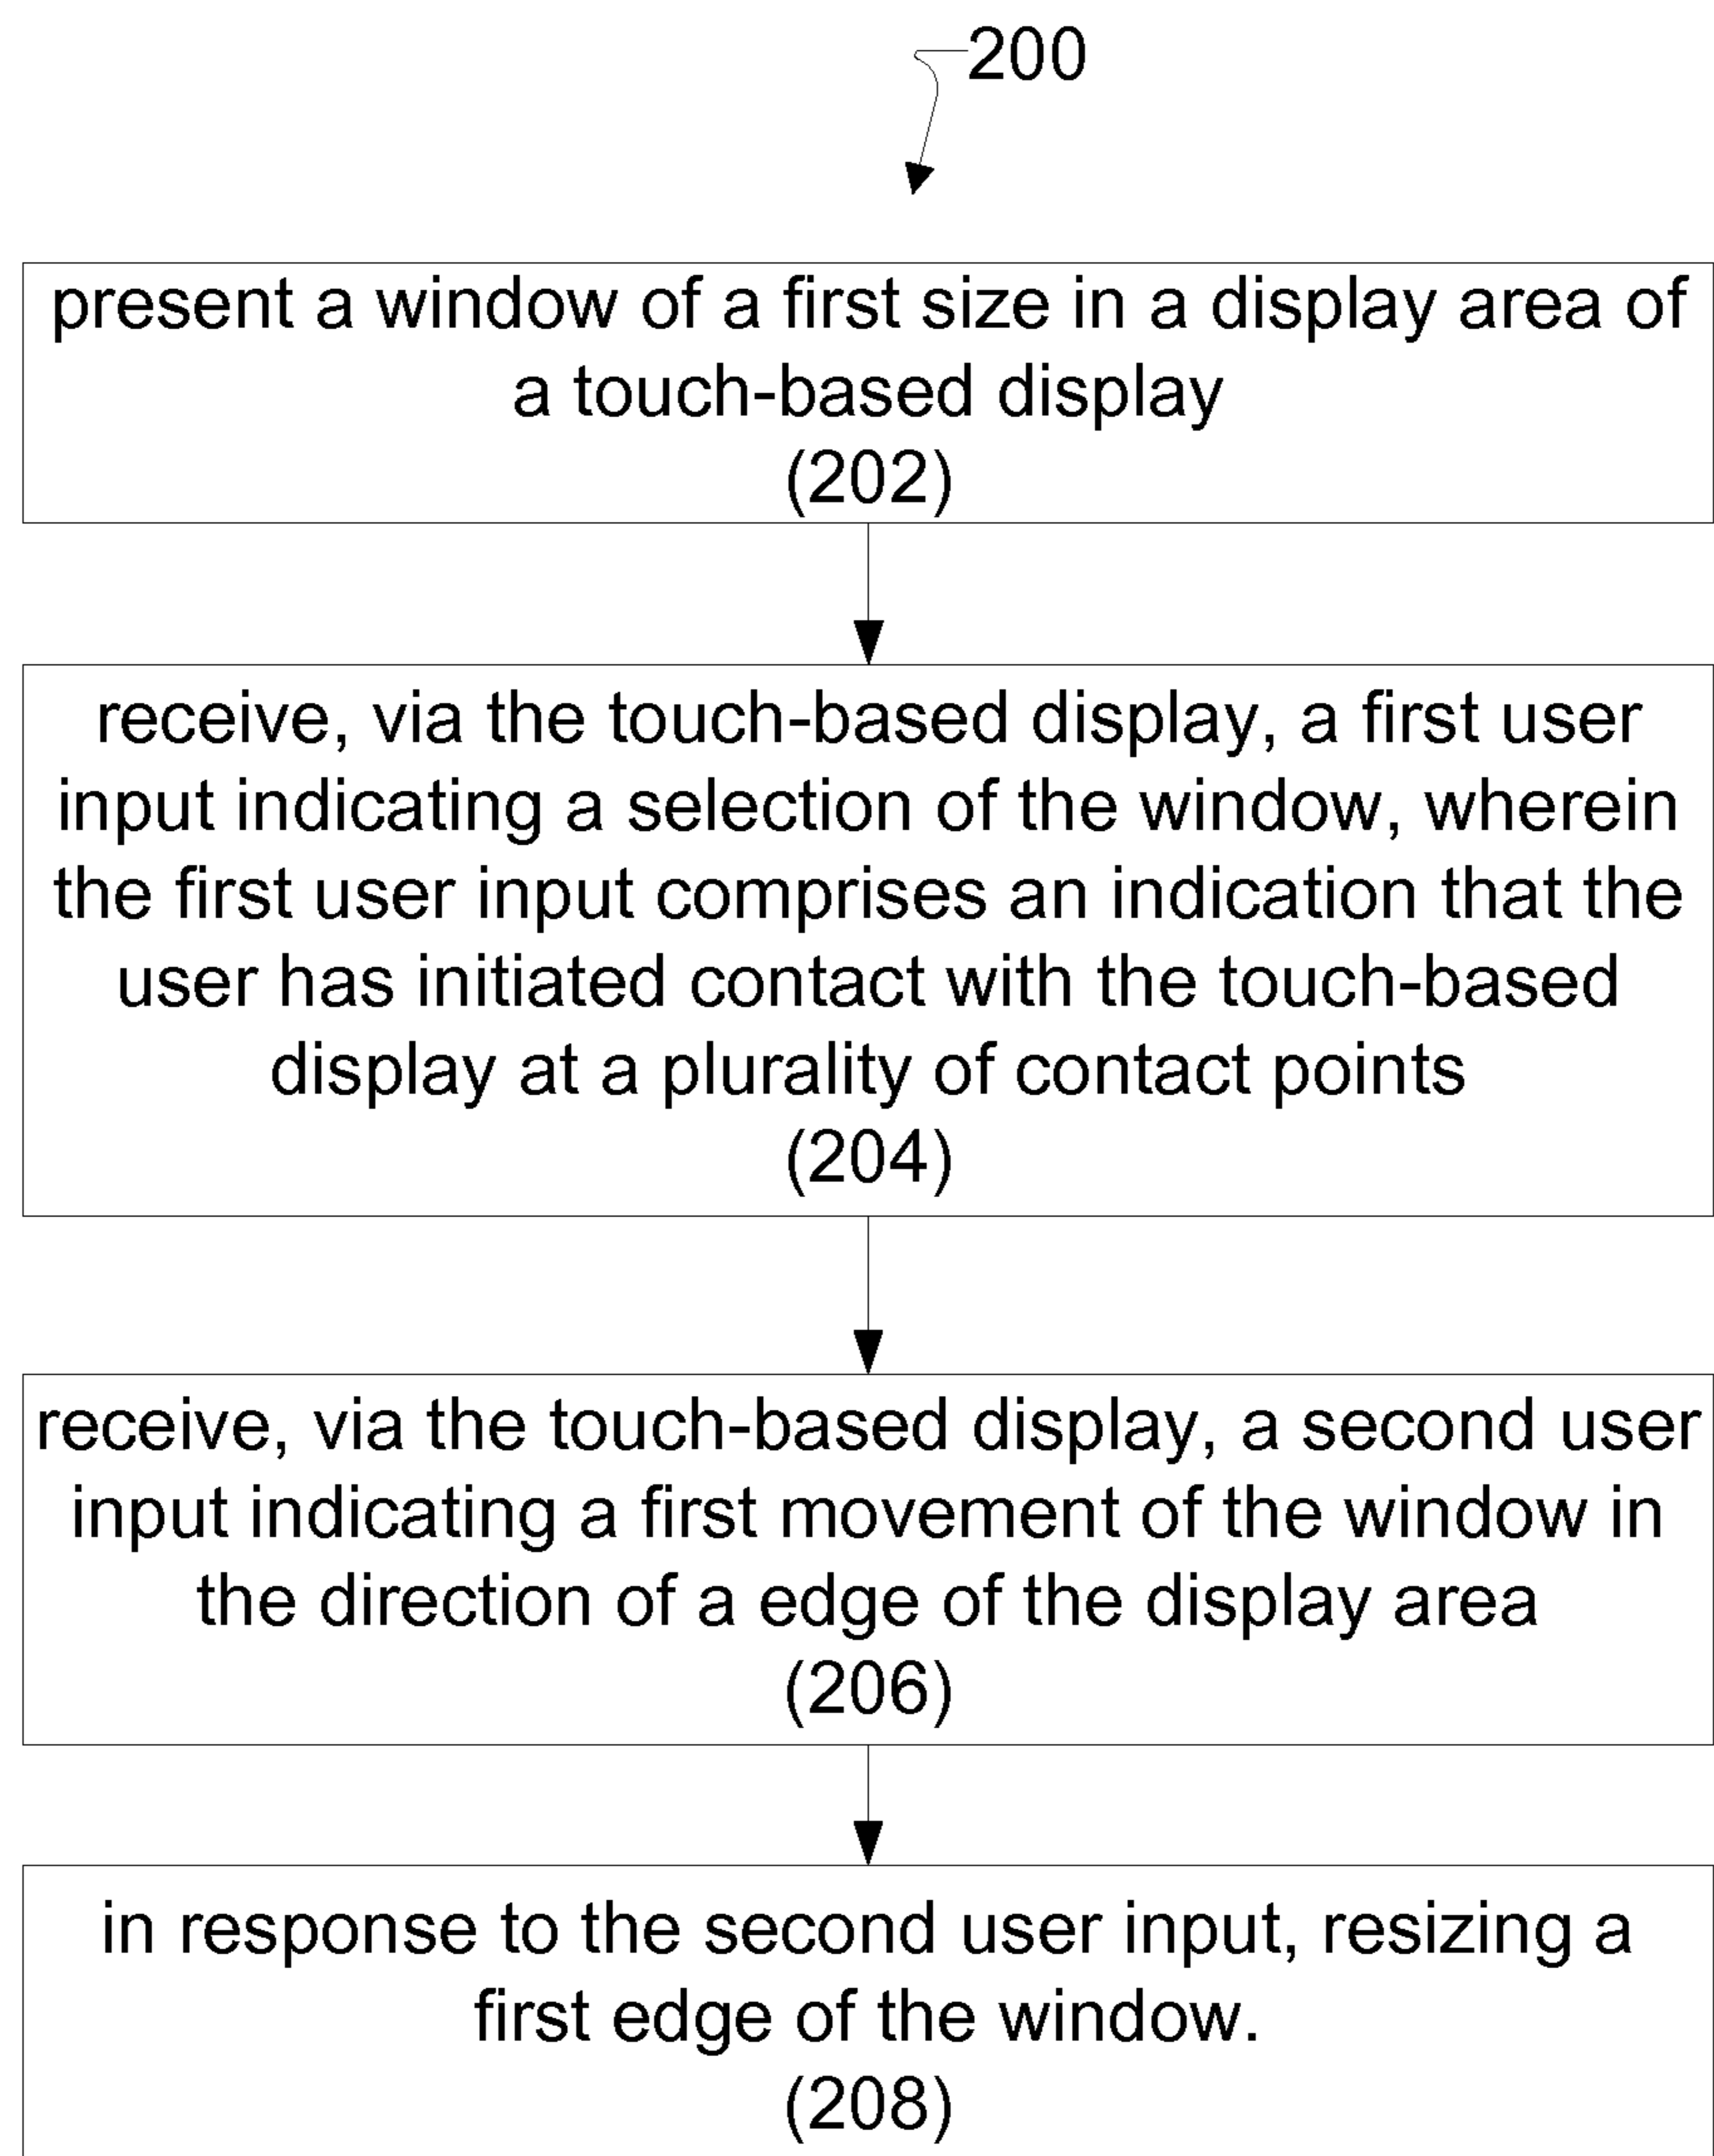 200
present a window of a first size in a display area of
a touch-based display
(202)
receive, via the touch-based display, a first user
input indicating a selection of the window, wherein
the first user input comprises an indication that the
user has initiated contact with the touch-based
display at a plurality of contact points
(204)
receive, via the touch-based display, a second user
input indicating a first movement of the window in
the direction of a edge of the display area
(206)
in response to the second user input, resizing a
first edge of the window.
(208)